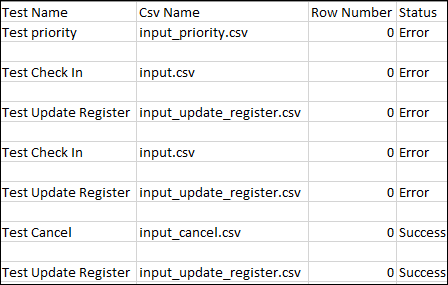 Test Name Csv Name Row Number Status
Test priority input_priority.csv 0 Error
Test Check In input.csv 0 Error
Test Update Register input_update_register.csv 0 Error
Test Check In input.csv 0 Error
Test Update Register input_update_register.csv 0 Error
Test Cancel input_cancel.csv 0 Success
Test Update Register input_update_register.csv 0 Success